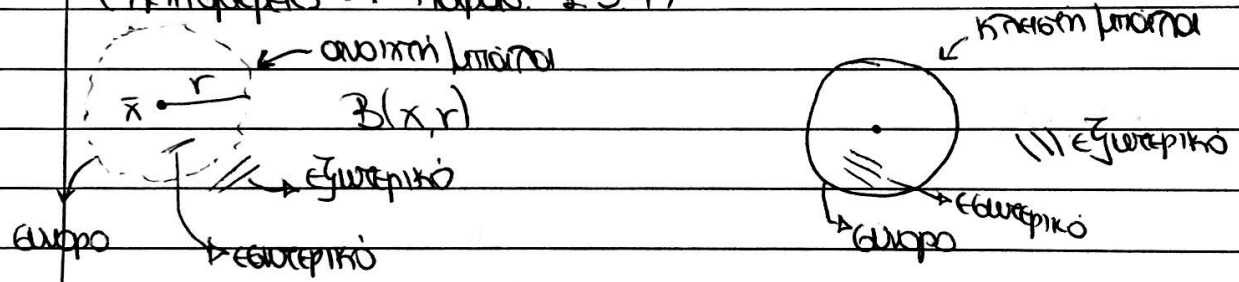 ανοιχτή μπάλα
κλειστή μπάλα
r
x̄
B(x,r)
εξωτερικό
εξωτερικό
σύνορο
εσωτερικό
σύνορο
εσωτερικό